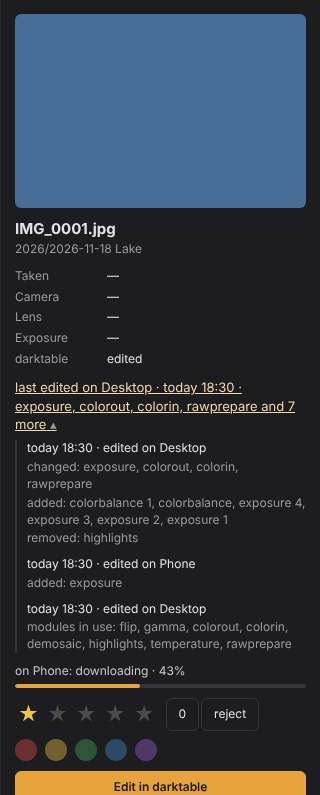 IMG_0001.jpg
2026/2026-11-18 Lake
Taken —
Camera —
Lens —
Exposure —
darktable edited
last edited on Desktop · today 18:30 ·
exposure, colorout, colorin, rawprepare and 7
more ▴
today 18:30 · edited on Desktop
changed: exposure, colorout, colorin,
rawprepare
added: colorbalance 1, colorbalance, exposure 4,
exposure 3, exposure 2, exposure 1
removed: highlights
today 18:30 · edited on Phone
added: exposure
today 18:30 · edited on Desktop
modules in use: flip, gamma, colorout, colorin,
demosaic, highlights, temperature, rawprepare
on Phone: downloading · 43%
★ ★ ★ ★ ★ 0 reject
Edit in darktable